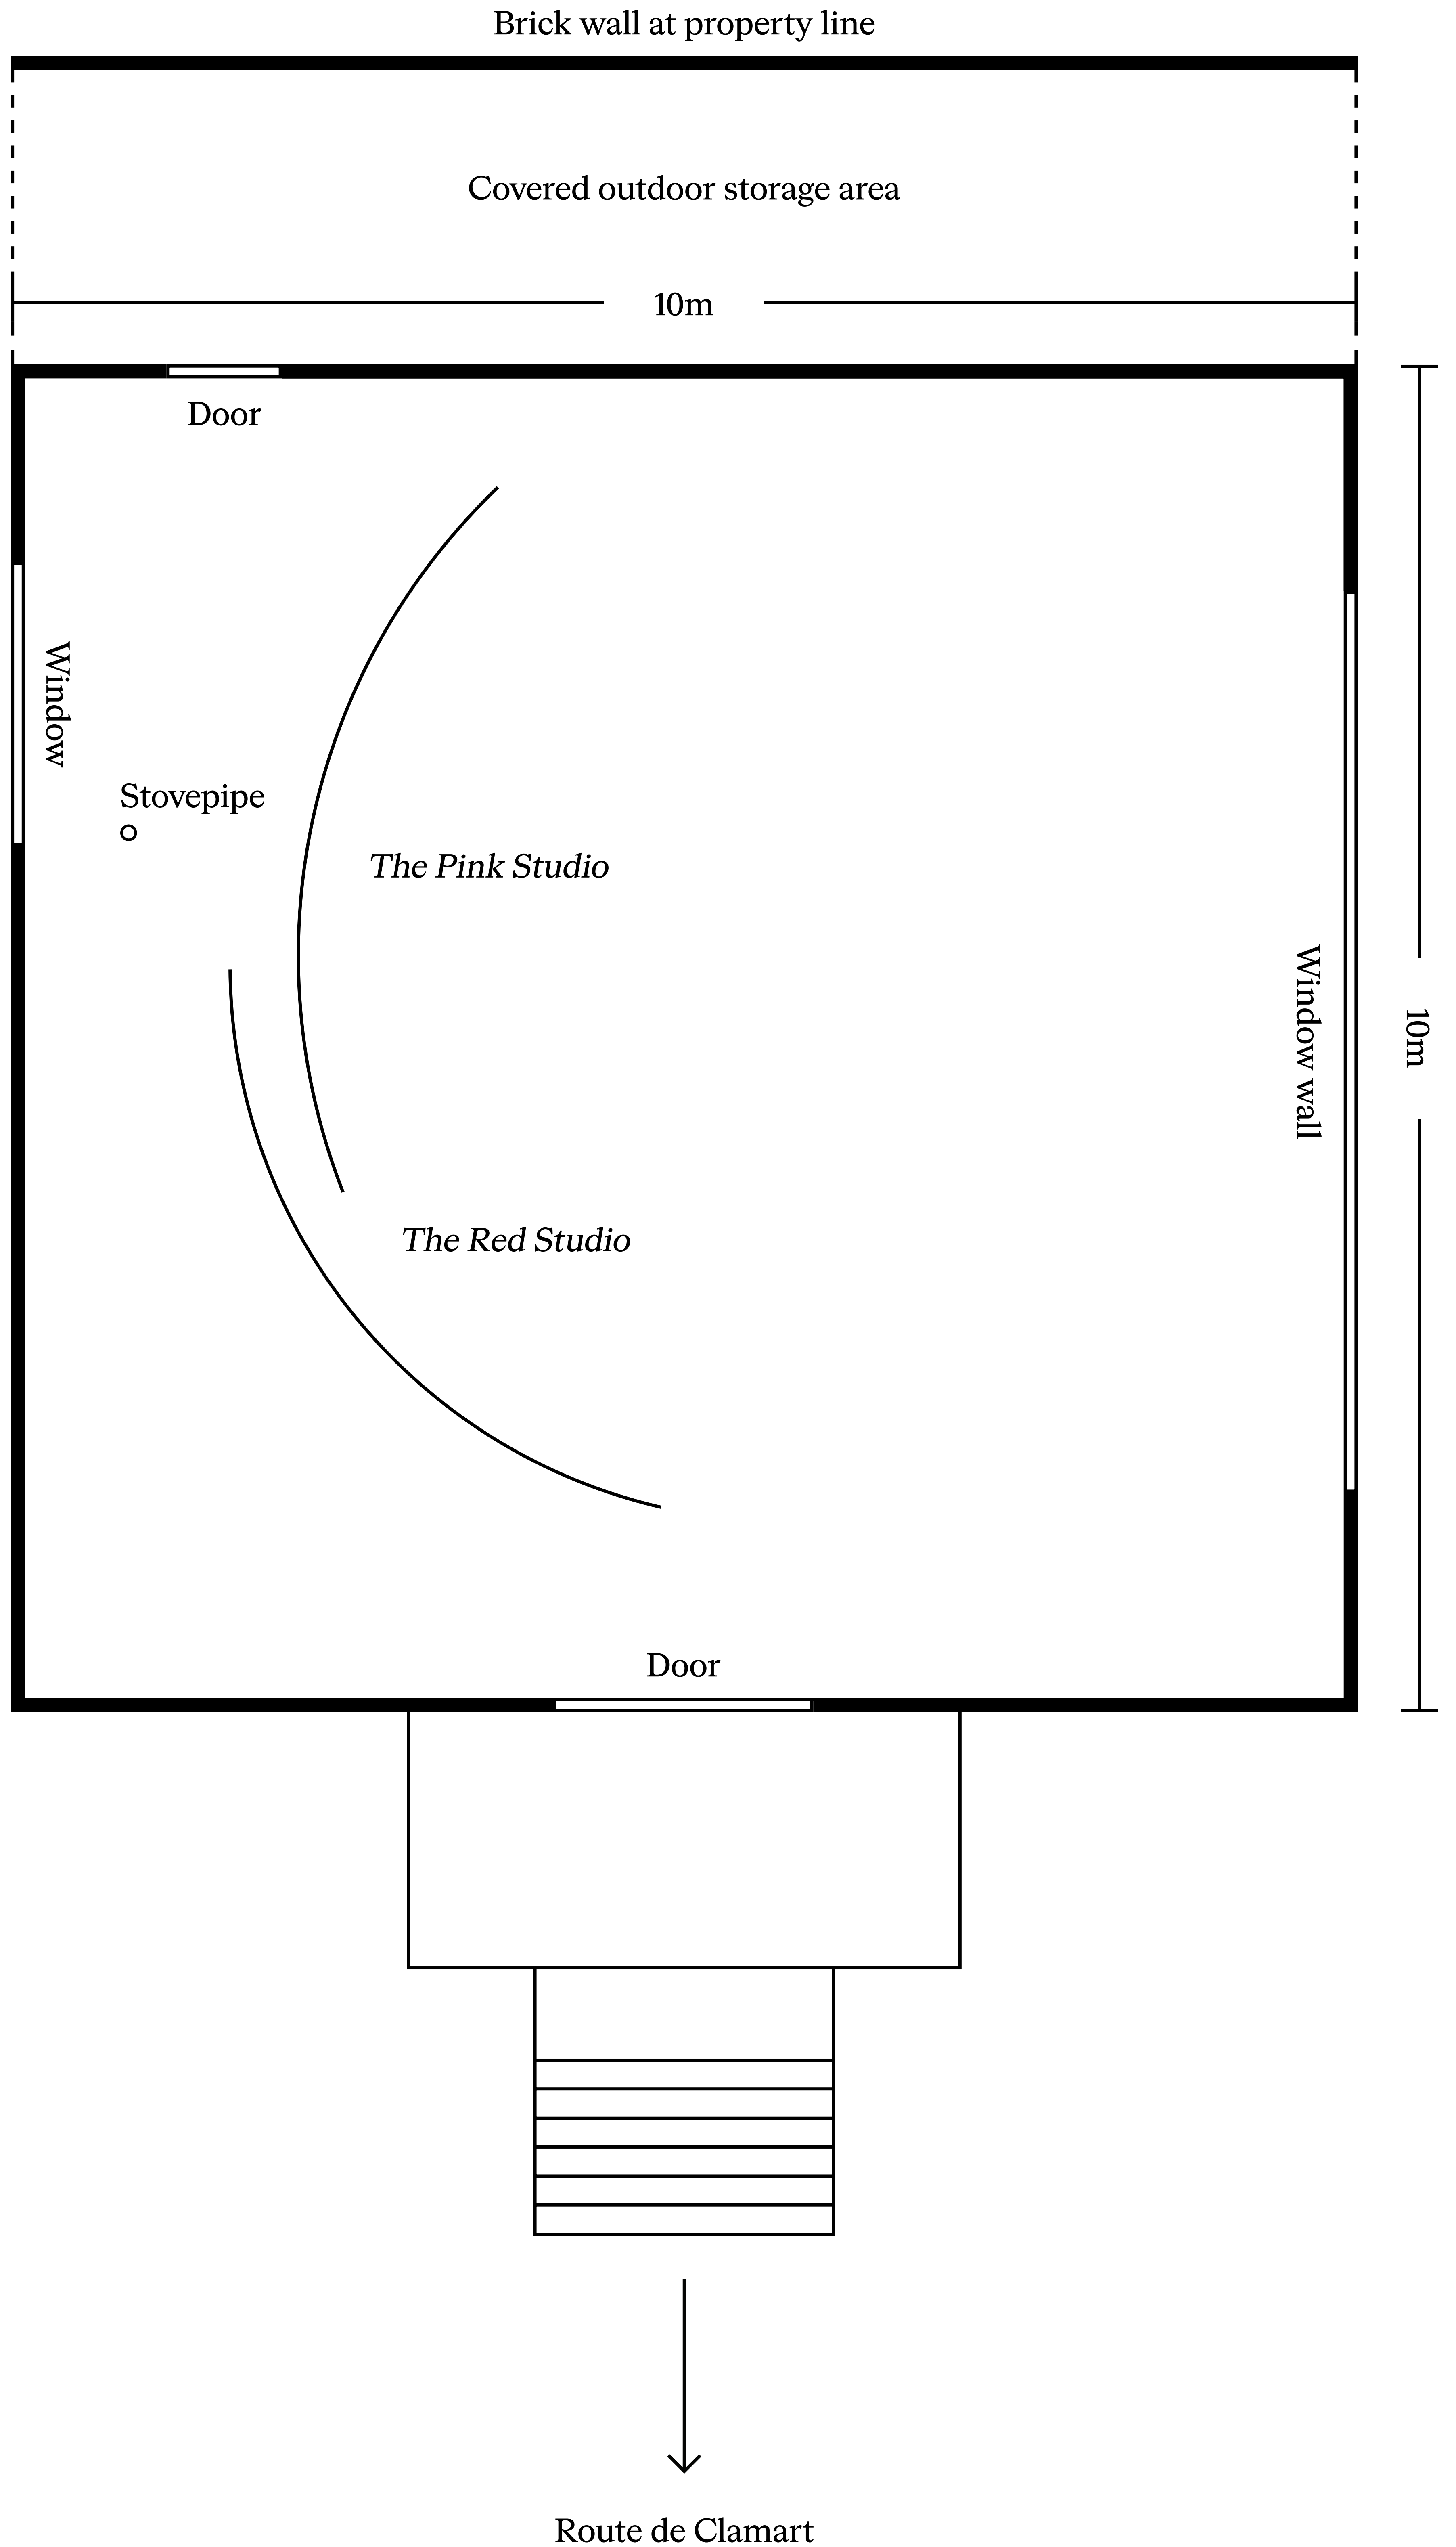 Brick wall at property line
Covered outdoor storage area
10m
Door
Window
Stovepipe
The Pink Studio
Window wall
10m
The Red Studio
Door
Route de Clamart